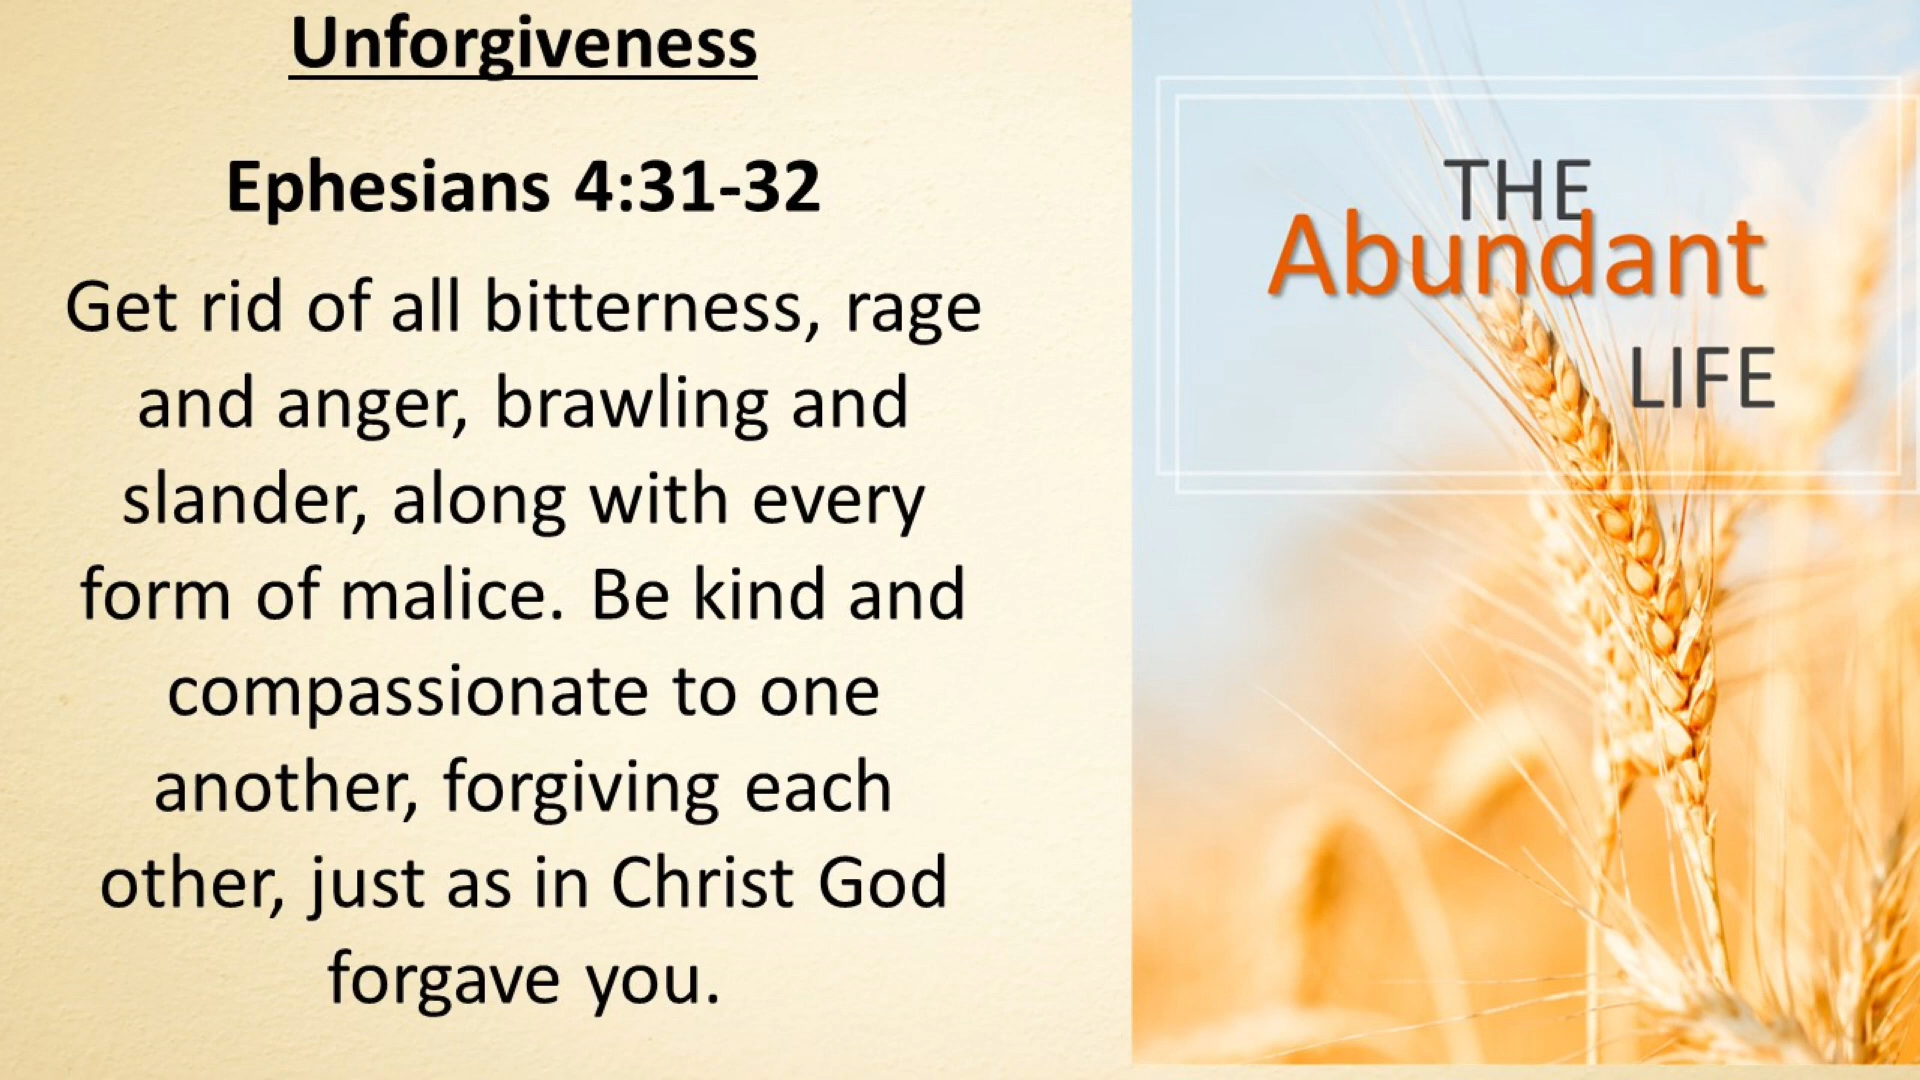 Unforgiveness
Ephesians 4:31-32
Get rid of all bitterness, rage
and anger, brawling and
slander, along with every
form of malice. Be kind and
compassionate to one
another, forgiving each
other, just as in Christ God
forgave you.
THE
Abundant
LIFE